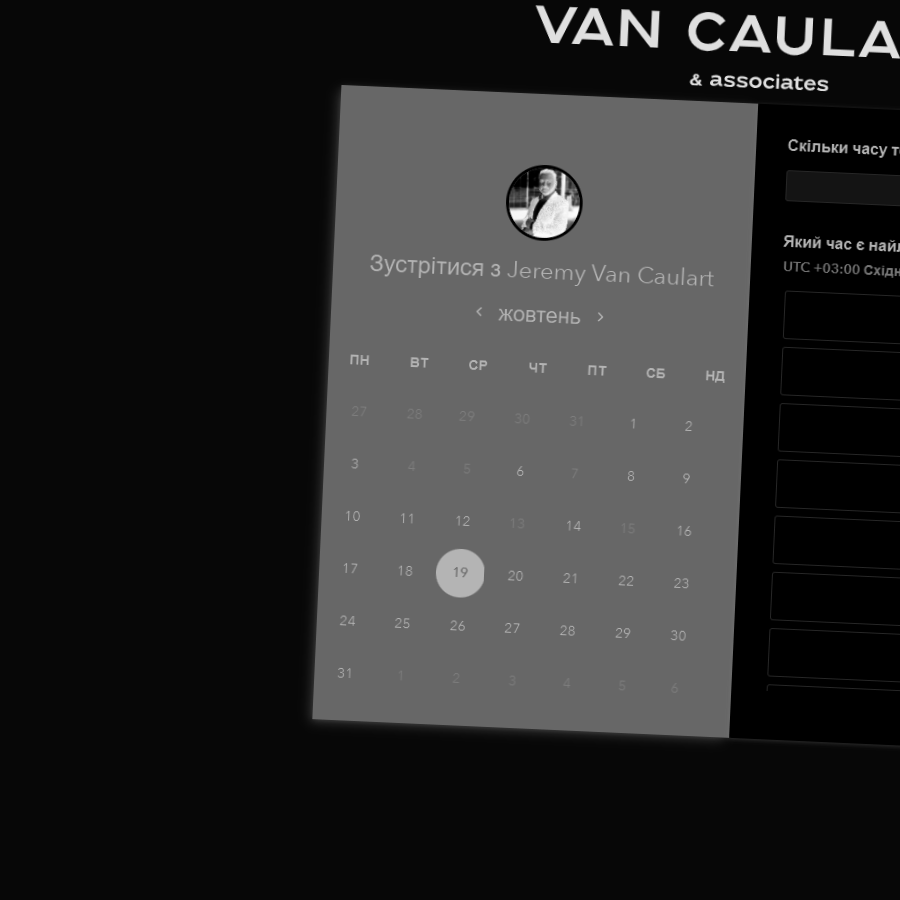 VAN CAULA
& associates
Зустрітися з Jeremy Van Caulart
‹ жовтень ›
ПН ВТ СР ЧТ ПТ СБ НД
27 28 29 30 31 1 2
3 4 5 6 7 8 9
10 11 12 13 14 15 16
17 18 19 20 21 22 23
24 25 26 27 28 29 30
31 1 2 3 4 5 6
Скільки часу
Який час є
UTC +03:00